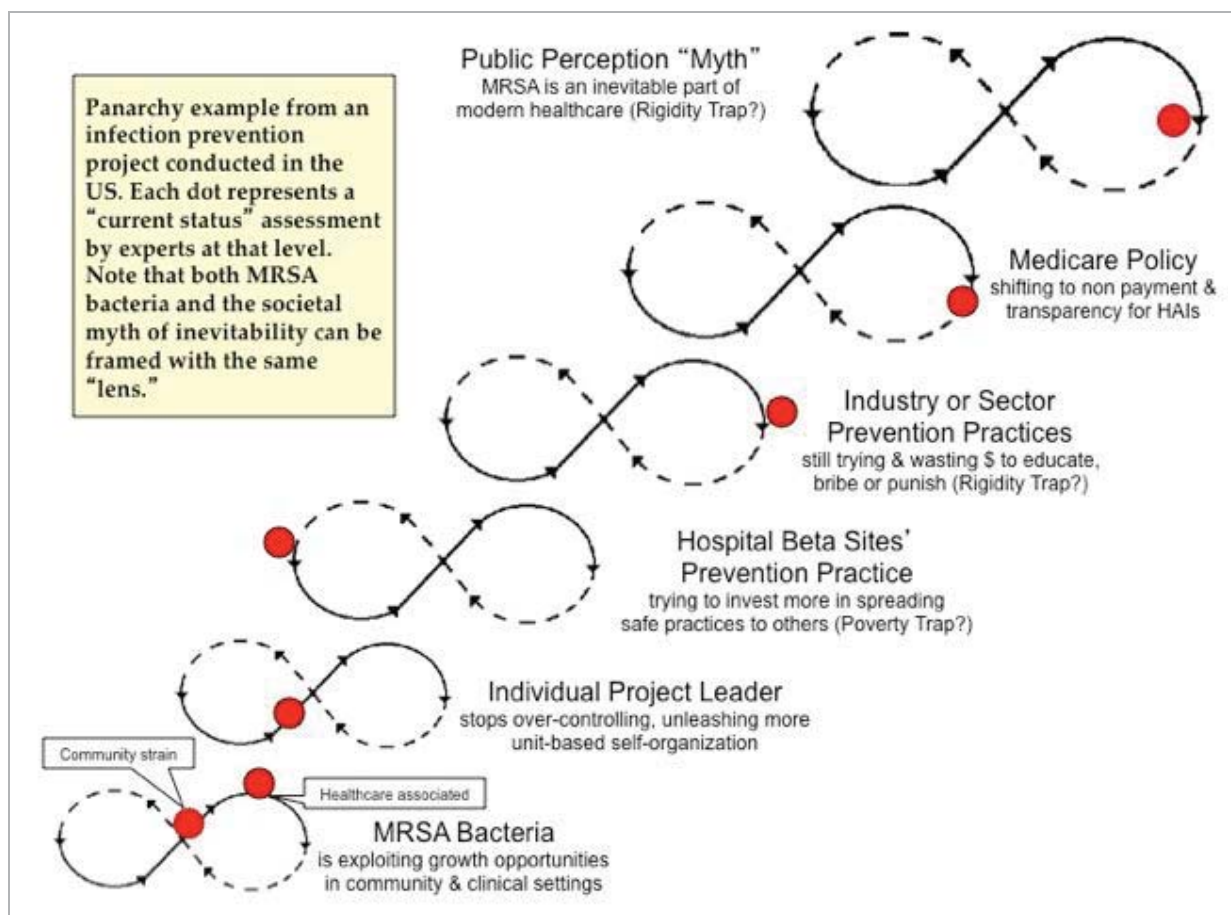 Public Perception “Myth”
MRSA is an inevitable part of
modern healthcare (Rigidity Trap?)
Panarchy example from an
infection prevention
project conducted in the
US. Each dot represents a
“current status” assessment
by experts at that level.
Note that both MRSA
bacteria and the societal
myth of inevitability can be
framed with the same
“lens.”
Medicare Policy
shifting to non payment &
transparency for HAIs
Industry or Sector
Prevention Practices
still trying & wasting $ to educate,
bribe or punish (Rigidity Trap?)
Hospital Beta Sites’
Prevention Practice
trying to invest more in spreading
safe practices to others (Poverty Trap?)
Individual Project Leader
stops over-controlling, unleashing more
unit-based self-organization
Community strain
Healthcare associated
MRSA Bacteria
is exploiting growth opportunities
in community & clinical settings